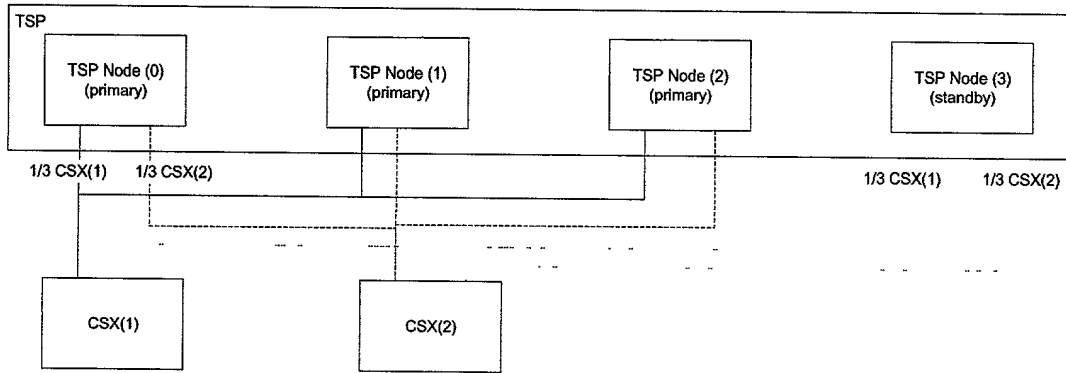 TSP
TSP Node (0)
(primary)
TSP Node (1)
(primary)
TSP Node (2)
(primary)
TSP Node (3)
(standby)
1/3 CSX(1)
1/3 CSX(2)
1/3 CSX(1)
1/3 CSX(2)
CSX(1)
CSX(2)